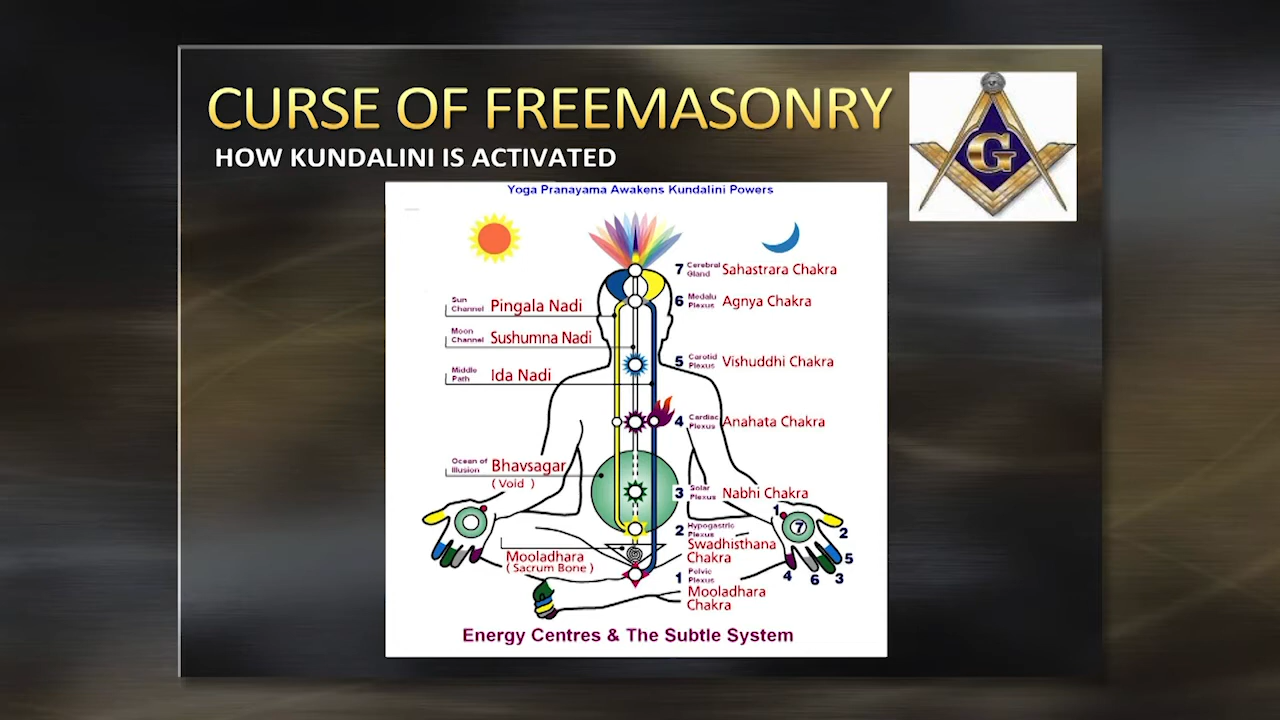 CURSE OF FREEMASONRY
HOW KUNDALINI IS ACTIVATED
G
Yoga Pranayama Awakens Kundalini Powers
7 Cerebral Gland Sahastrara Chakra
6 Medalu Plexus Agnya Chakra
Sun Channel Pingala Nadi
Moon Channel Sushumna Nadi
5 Carotid Plexus Vishuddhi Chakra
Middle Path Ida Nadi
4 Cardiac Plexus Anahata Chakra
Ocean of Illusion Bhavsagar
( Void )
3 Solar Plexus Nabhi Chakra
1
7
2
2 Hypogastric Plexus
Swadhisthana
Chakra
Mooladhara
( Sacrum Bone )
5
4 6 3
1 Pelvic Plexus
Mooladhara
Chakra
Energy Centres & The Subtle System